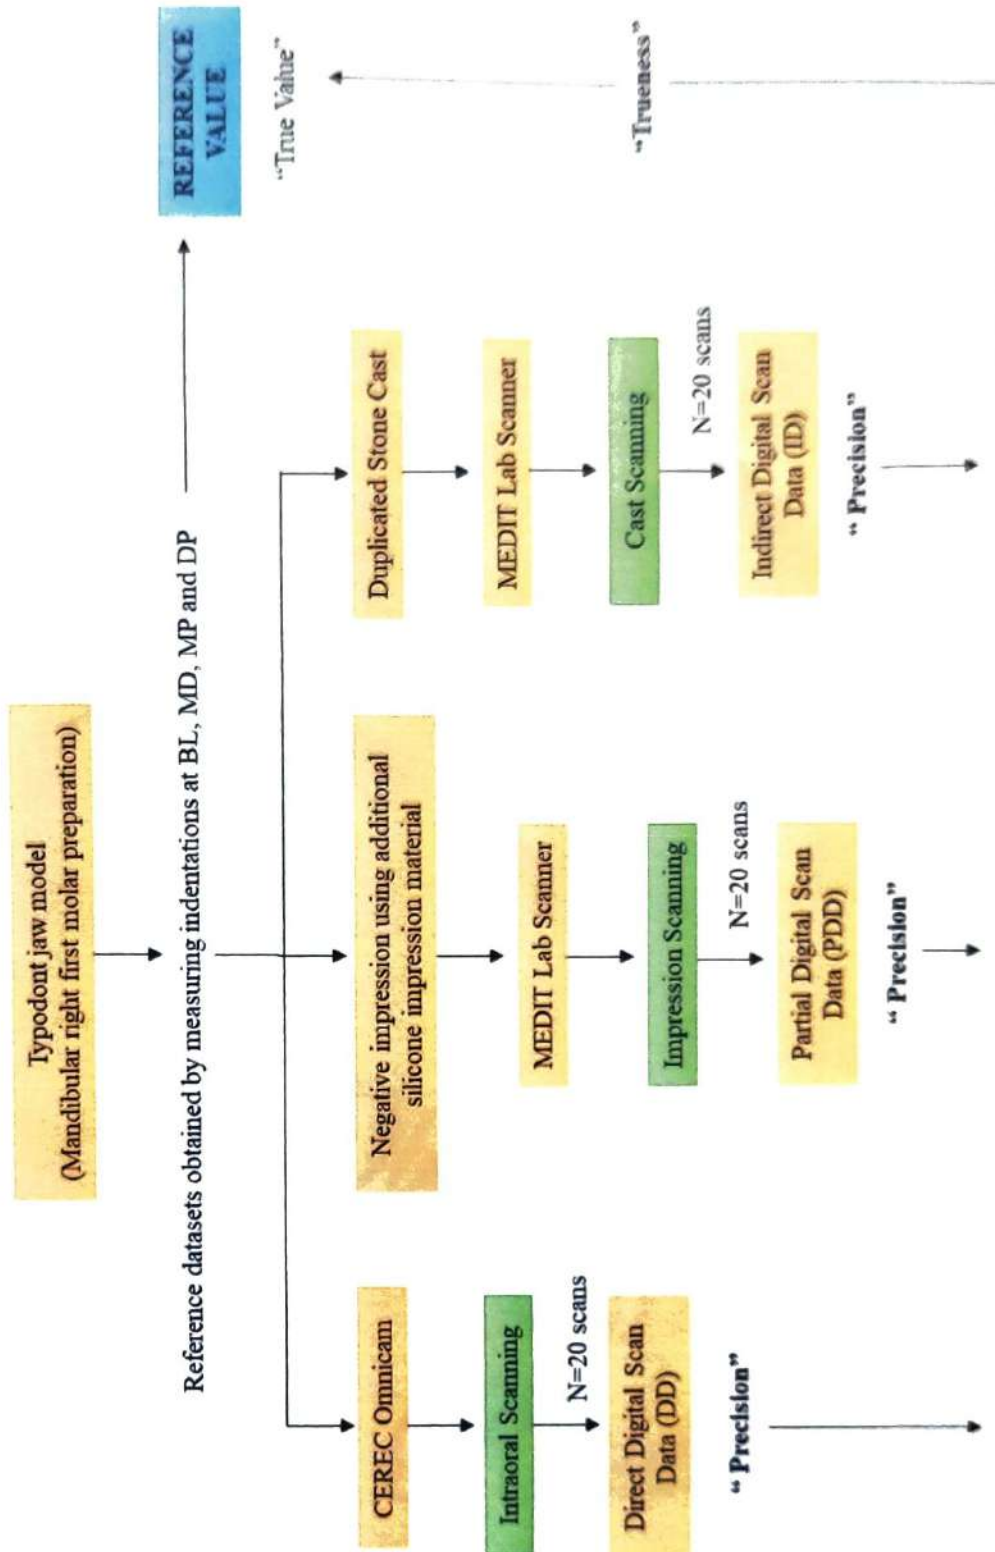 Typodont jaw model
(Mandibular right first molar preparation)
Reference datasets obtained by measuring indentations at BL, MD, MP and DP
REFERENCE
VALUE
"True Value"
"Trueness"
CEREC Omnicam
Intraoral Scanning
N=20 scans
Direct Digital Scan
Data (DD)
" Precision"
Negative impression using additional
silicone impression material
MEDIT Lab Scanner
Impression Scanning
N=20 scans
Partial Digital Scan
Data (PDD)
" Precision"
Duplicated Stone Cast
MEDIT Lab Scanner
Cast Scanning
N=20 scans
Indirect Digital Scan
Data (ID)
" Precision"